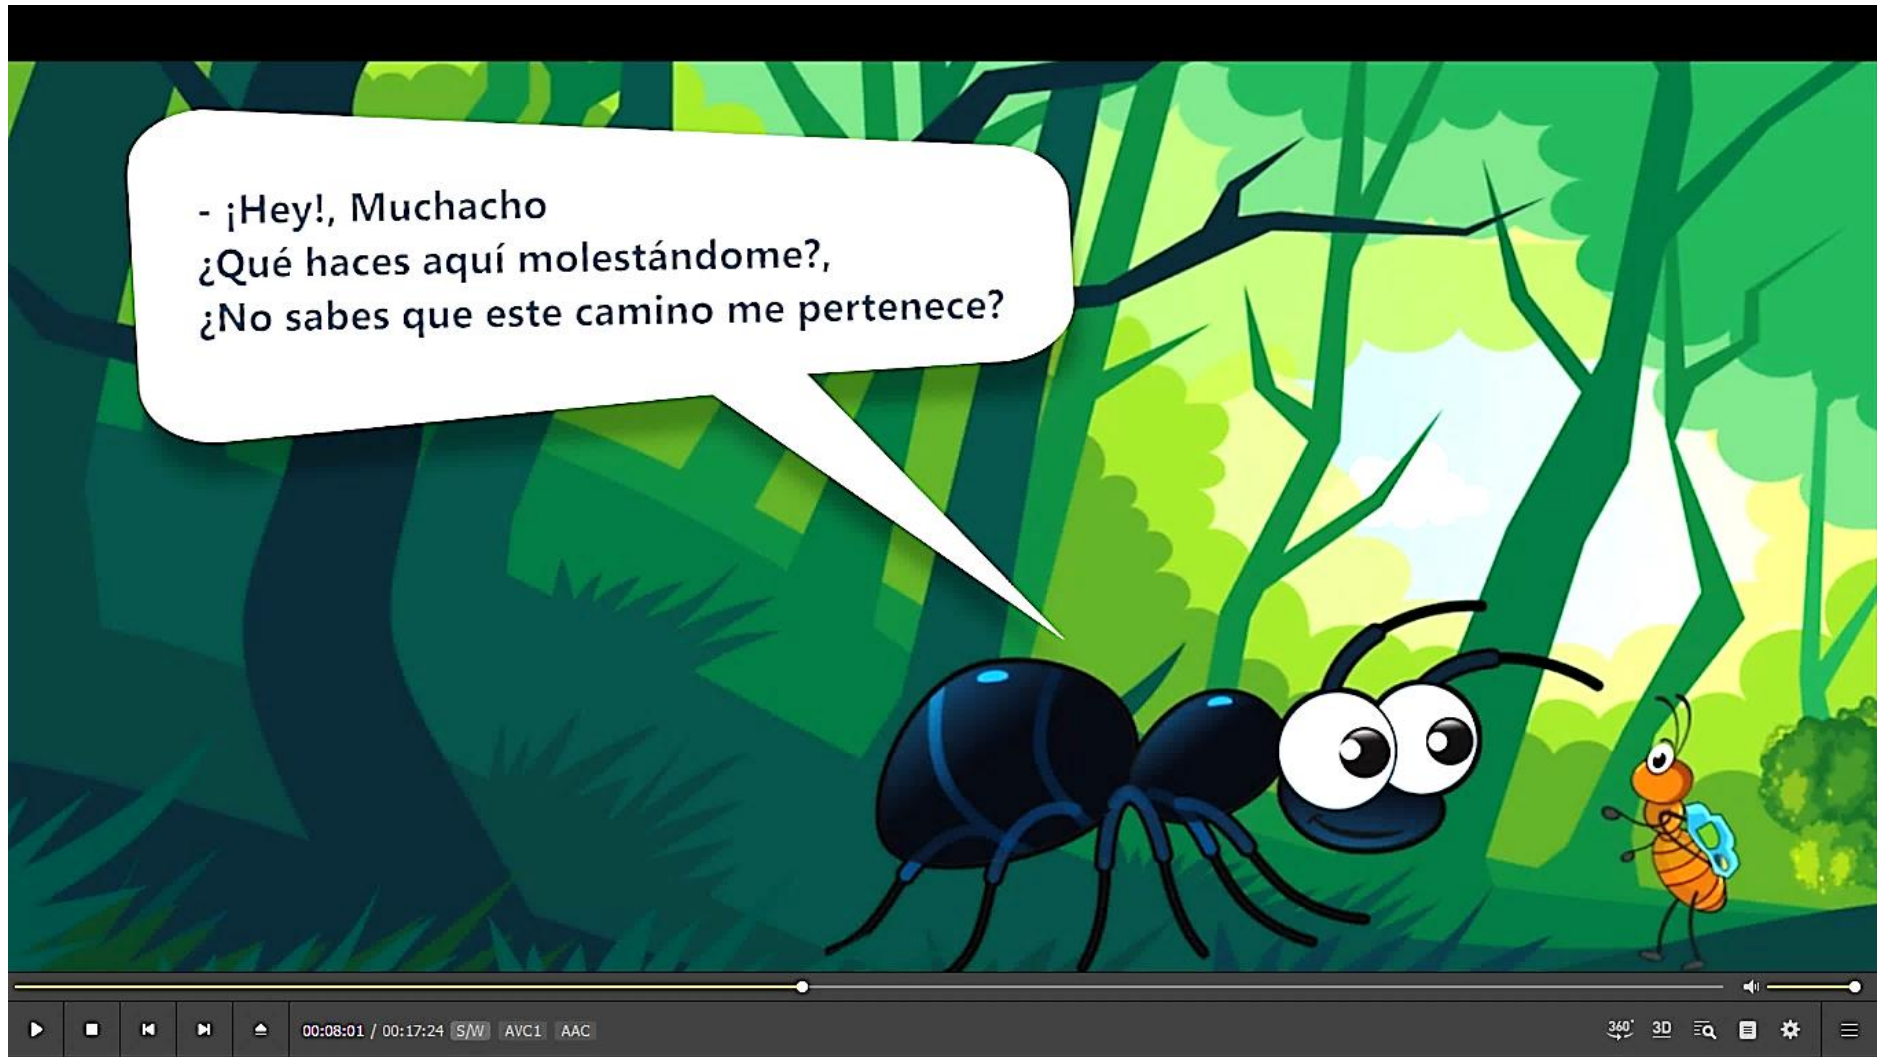 - ¡Hey!, Muchacho
¿Qué haces aquí molestándome?,
¿No sabes que este camino me pertenece?
00:08:01 / 00:17:24 S/W AVC1 AAC
360° 3D